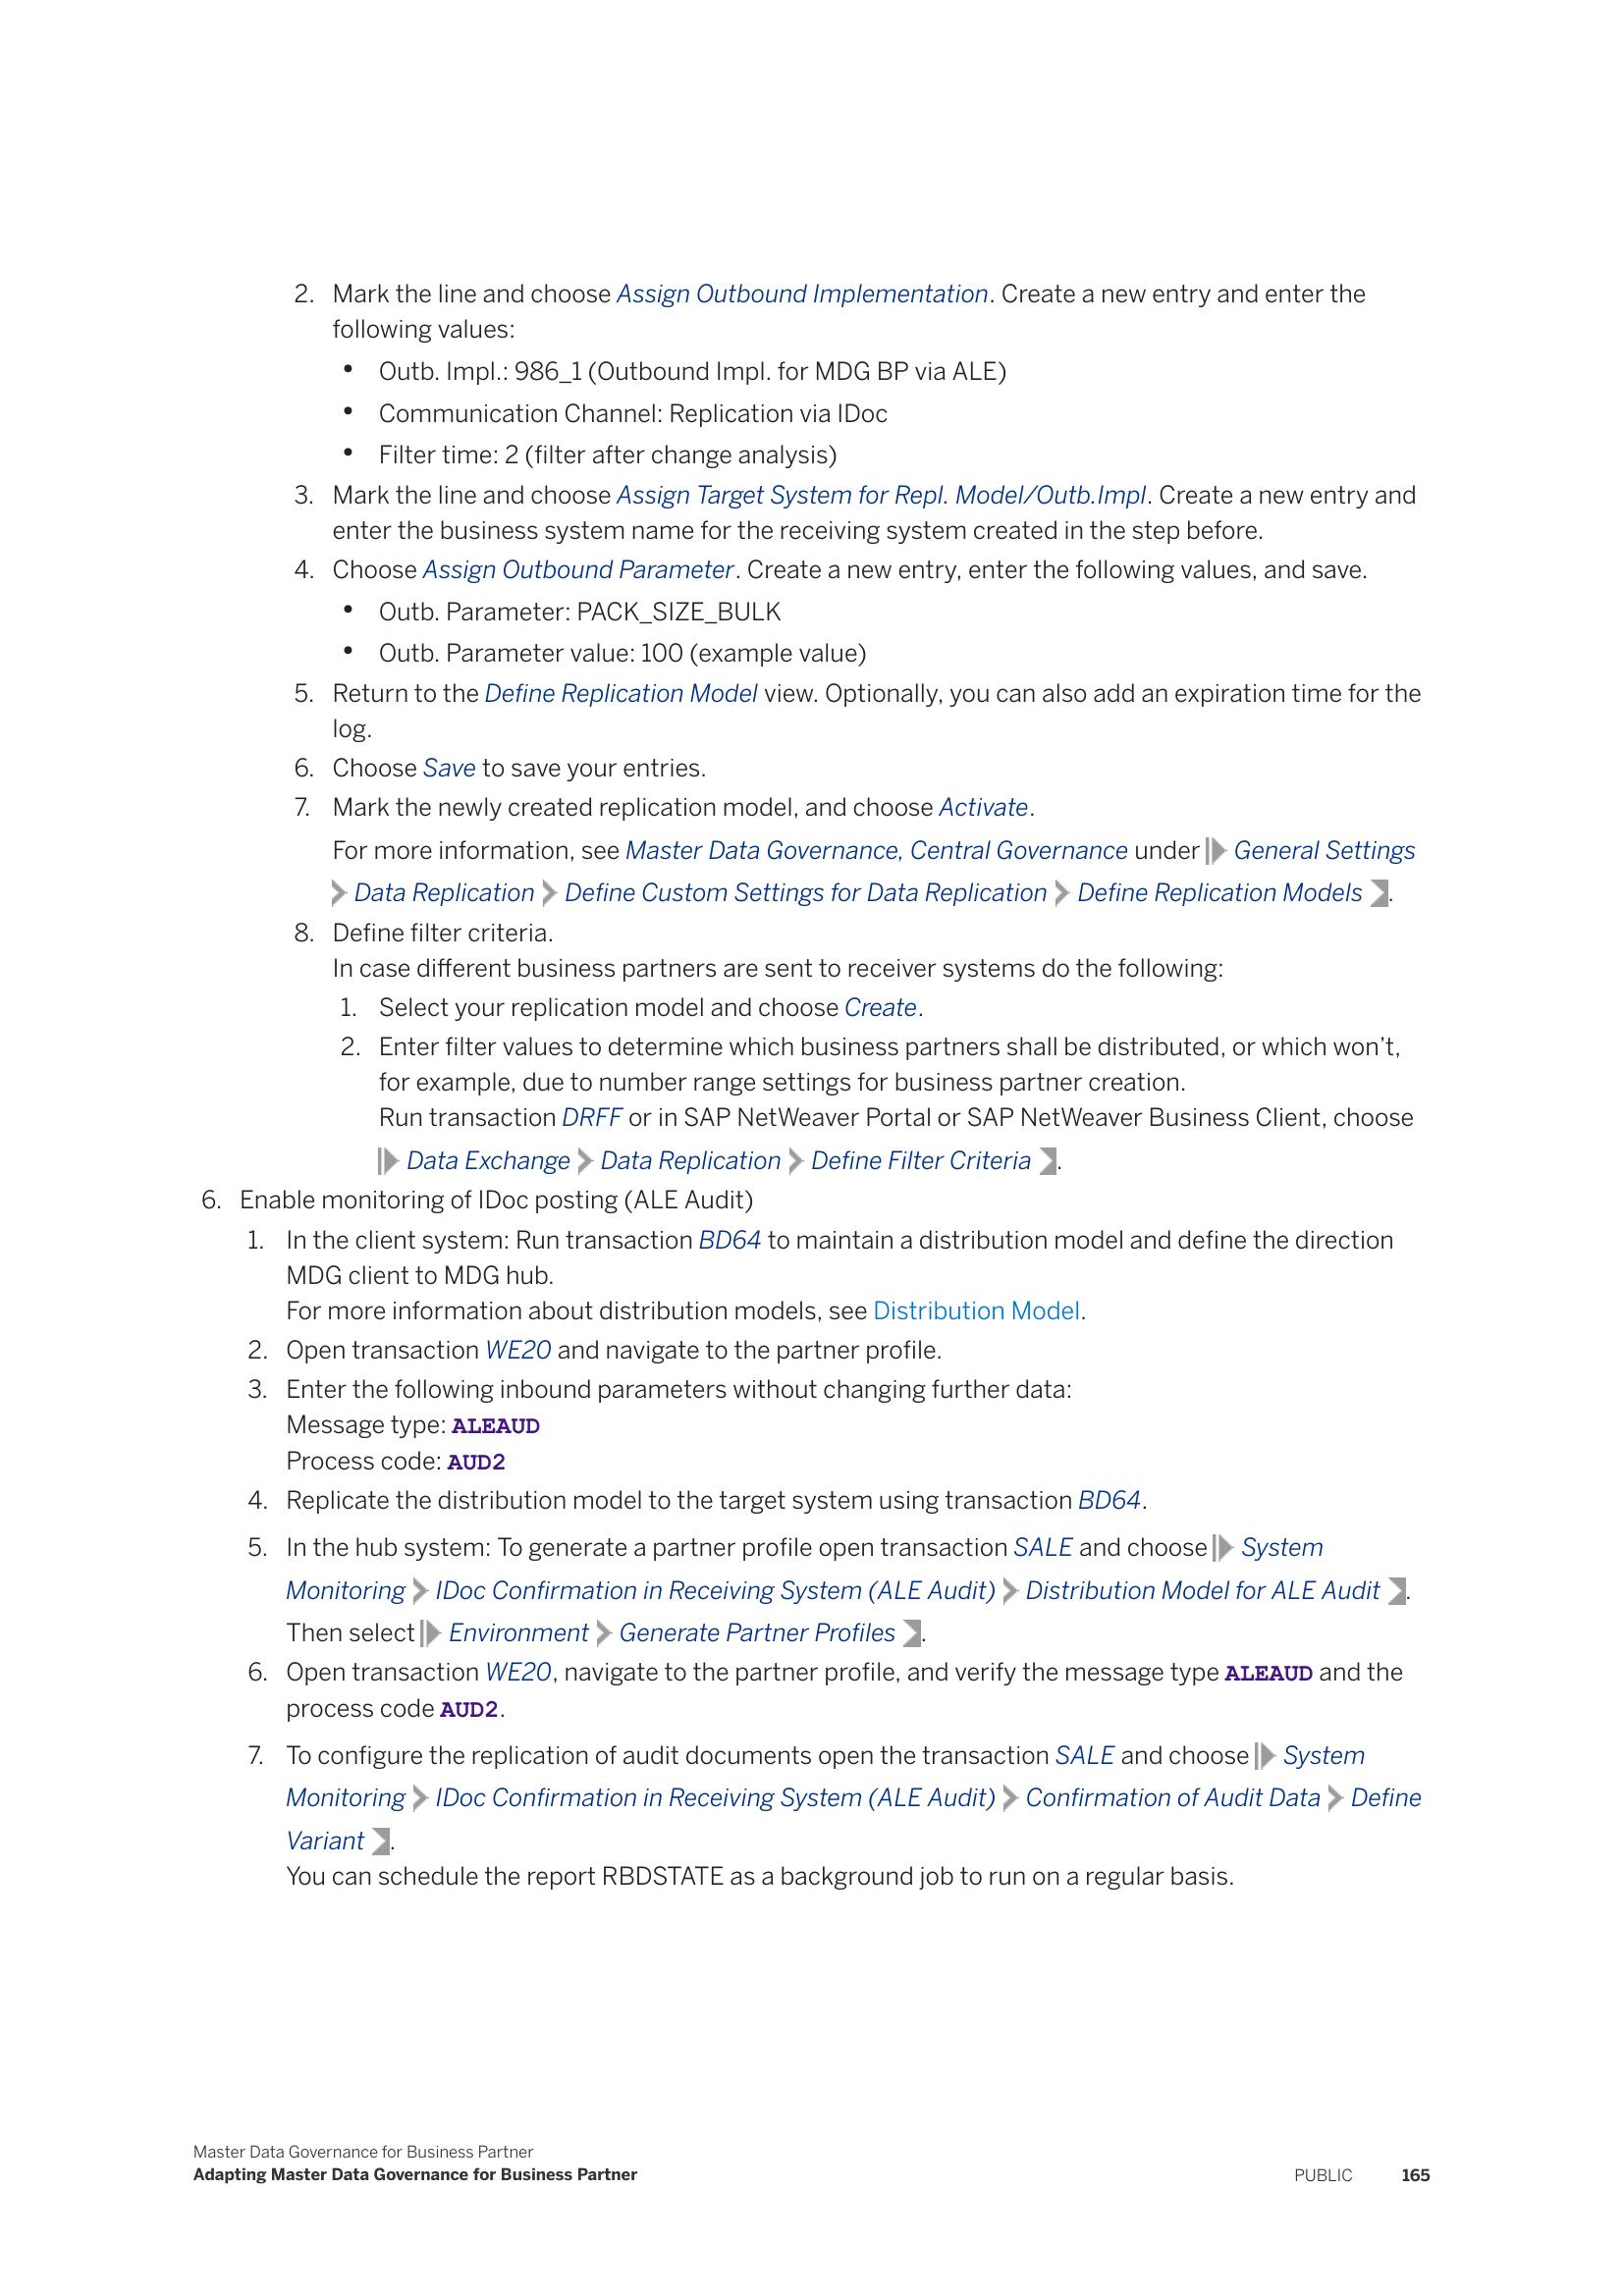 2. Mark the line and choose Assign Outbound Implementation. Create a new entry and enter the
following values:
• Outb. Impl.: 986_1 (Outbound Impl. for MDG BP via ALE)
• Communication Channel: Replication via IDoc
• Filter time: 2 (filter after change analysis)
3. Mark the line and choose Assign Target System for Repl. Model/Outb.Impl. Create a new entry and
enter the business system name for the receiving system created in the step before.
4. Choose Assign Outbound Parameter. Create a new entry, enter the following values, and save.
• Outb. Parameter: PACK_SIZE_BULK
• Outb. Parameter value: 100 (example value)
5. Return to the Define Replication Model view. Optionally, you can also add an expiration time for the
log.
6. Choose Save to save your entries.
7. Mark the newly created replication model, and choose Activate.
For more information, see Master Data Governance, Central Governance under General Settings
Data Replication Define Custom Settings for Data Replication Define Replication Models .
8. Define filter criteria.
In case different business partners are sent to receiver systems do the following:
1. Select your replication model and choose Create.
2. Enter filter values to determine which business partners shall be distributed, or which won't,
for example, due to number range settings for business partner creation.
Run transaction DRFF or in SAP NetWeaver Portal or SAP NetWeaver Business Client, choose
Data Exchange Data Replication Define Filter Criteria .
6. Enable monitoring of IDoc posting (ALE Audit)
1. In the client system: Run transaction BD64 to maintain a distribution model and define the direction
MDG client to MDG hub.
For more information about distribution models, see Distribution Model.
2. Open transaction WE20 and navigate to the partner profile.
3. Enter the following inbound parameters without changing further data:
Message type: ALEAUD
Process code: AUD2
4. Replicate the distribution model to the target system using transaction BD64.
5. In the hub system: To generate a partner profile open transaction SALE and choose System
Monitoring IDoc Confirmation in Receiving System (ALE Audit) Distribution Model for ALE Audit .
Then select Environment Generate Partner Profiles .
6. Open transaction WE20, navigate to the partner profile, and verify the message type ALEAUD and the
process code AUD2.
7. To configure the replication of audit documents open the transaction SALE and choose System
Monitoring IDoc Confirmation in Receiving System (ALE Audit) Confirmation of Audit Data Define
Variant .
You can schedule the report RBDSTATE as a background job to run on a regular basis.
Master Data Governance for Business Partner
Adapting Master Data Governance for Business Partner PUBLIC 165